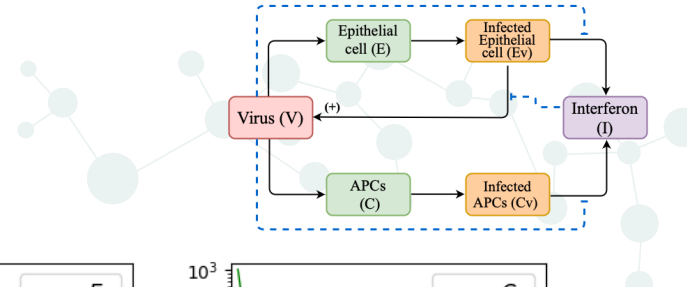 Epithelial
cell (E)
Infected
Epithelial
cell (Ev)
Virus (V)
(+)
Interferon
(I)
APCs
(C)
Infected
APCs (Cv)
10³